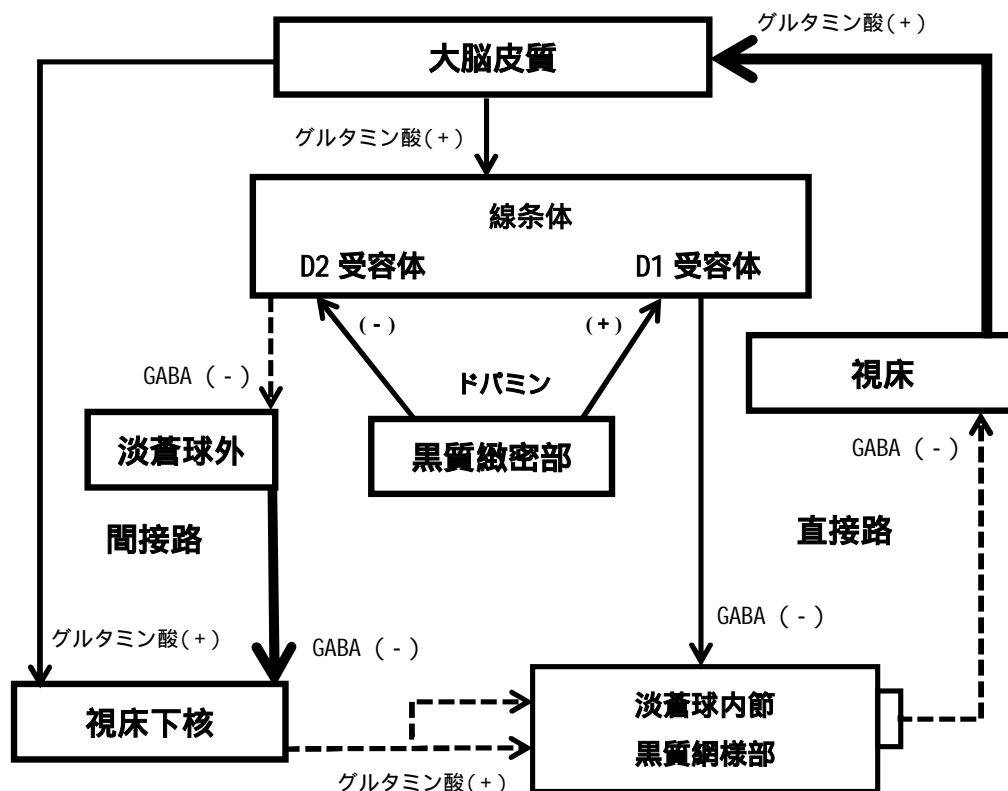 グルタミン酸(+)
大脳皮質
グルタミン酸(+)
線条体
D2 受容体
D1 受容体
(-)
(+)
GABA (-)
ドパミン
視床
淡蒼球外
黒質緻密部
GABA (-)
間接路
直接路
グルタミン酸(+)
GABA (-)
GABA (-)
視床下核
淡蒼球内節
黒質網様部
グルタミン酸(+)